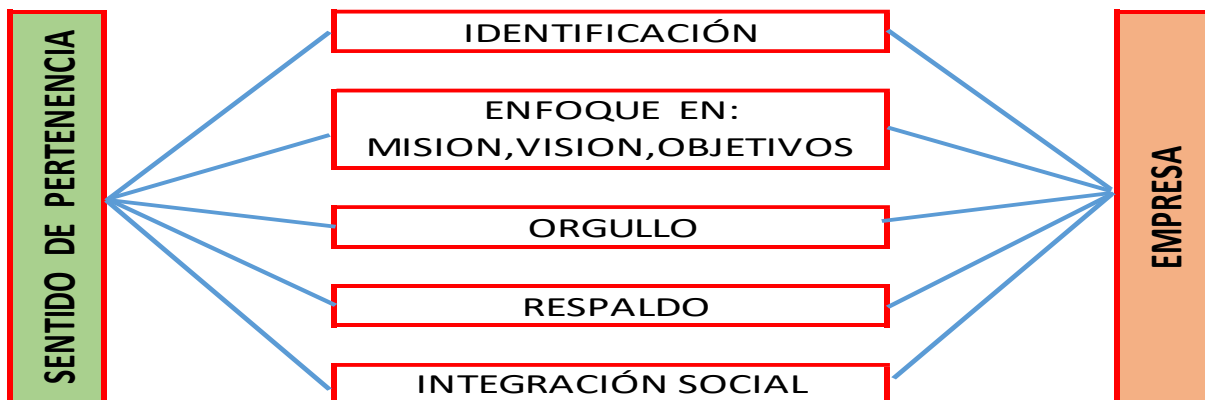 SENTIDO DE PERTENENCIA
IDENTIFICACIÓN
ENFOQUE EN:
MISION,VISION,OBJETIVOS
ORGULLO
RESPALDO
INTEGRACIÓN SOCIAL
EMPRESA